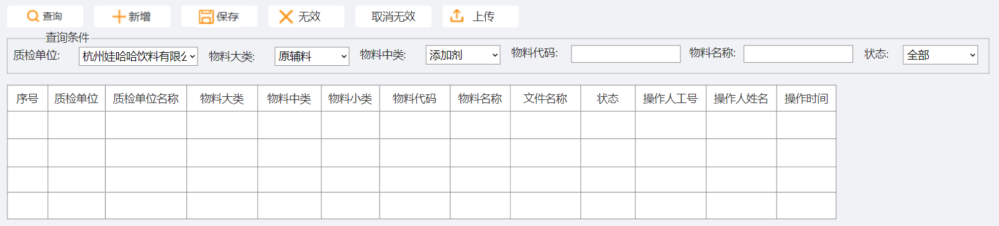 查询 新增 保存 无效 取消无效 上传
查询条件
质检单位: 杭州娃哈哈饮料有限公 物料大类: 原辅料 物料中类: 添加剂 物料代码: 物料名称: 状态: 全部
序号 质检单位 质检单位名称 物料大类 物料中类 物料小类 物料代码 物料名称 文件名称 状态 操作人工号 操作人姓名 操作时间